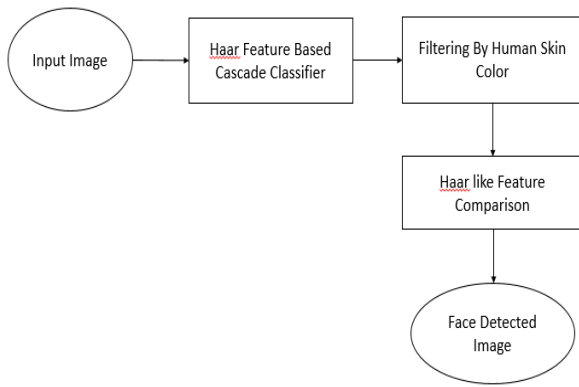 Input Image
Haar Feature Based
Cascade Classifier
Filtering By Human Skin
Color
Haar like Feature
Comparison
Face Detected
Image